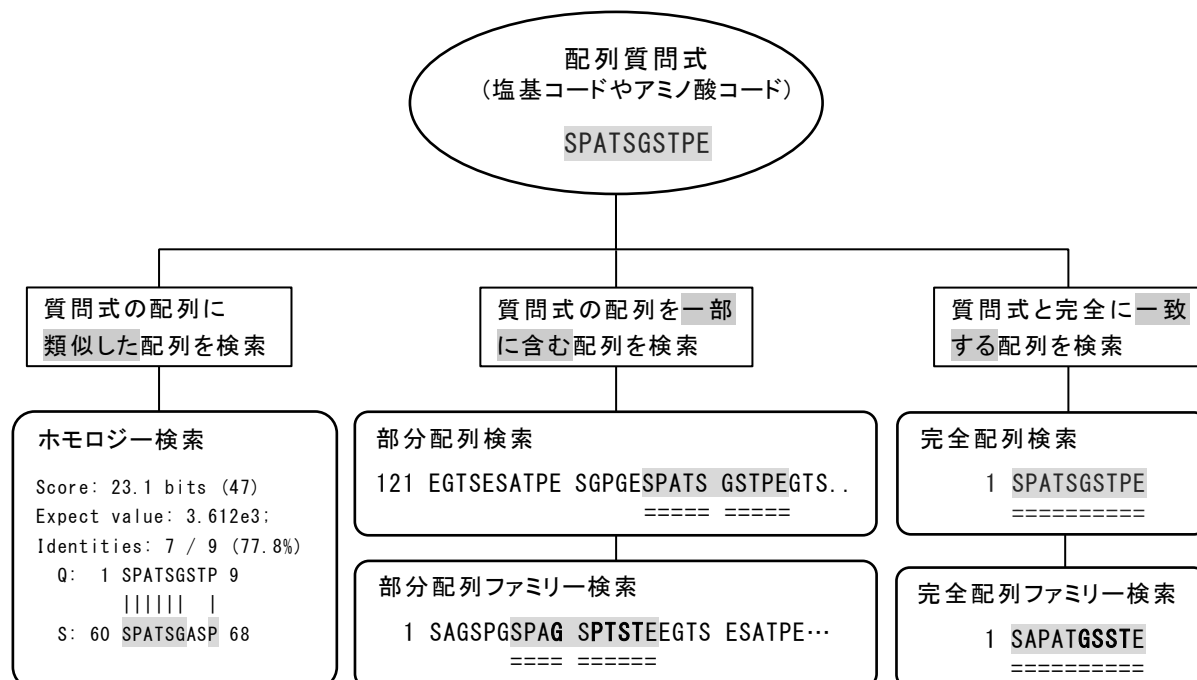 配列質問式
(塩基コードやアミノ酸コード)
SPATSGSTPE
質問式の配列に
類似した配列を検索
質問式の配列を一部
に含む配列を検索
質問式と完全に一致
する配列を検索
ホモロジー検索
Score: 23.1 bits (47)
Expect value: 3.612e3;
Identities: 7 / 9 (77.8%)
Q: 1 SPATSGSTP 9
|||||| |
S: 60 SPATSGASP 68
部分配列検索
121 EGTSESATPE SGPGESPATS GSTPEGTS..
===== =====
部分配列ファミリー検索
1 SAGSPGSPAG SPTSTEEGTS ESATPE…
==== ======
完全配列検索
1 SPATSGSTPE
==========
完全配列ファミリー検索
1 SAPATGSSTE
==========